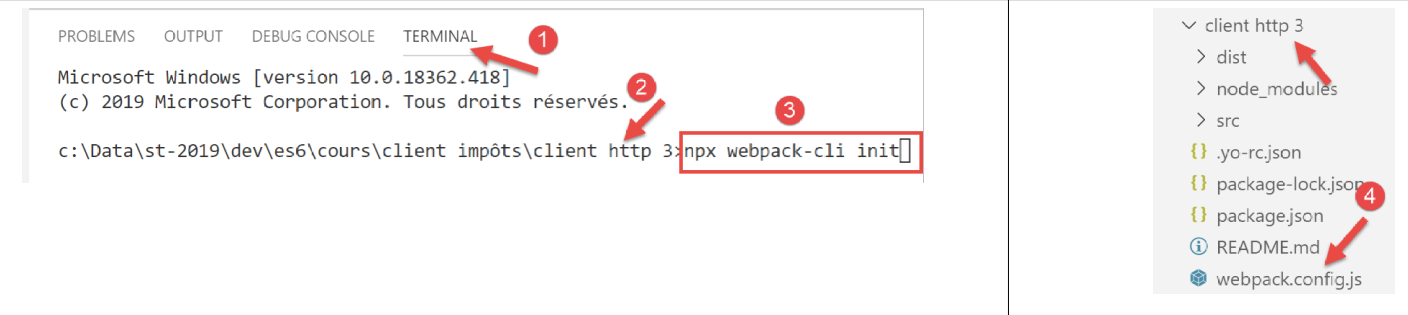 PROBLEMS OUTPUT DEBUG CONSOLE TERMINAL 1
Microsoft Windows [version 10.0.18362.418]
(c) 2019 Microsoft Corporation. Tous droits réservés. 2
3
c:\Data\st-2019\dev\es6\cours\client impôts\client http 3>npx webpack-cli init
client http 3
dist
node_modules
src
{} .yo-rc.json
{} package-lock.json
4
{} package.json
README.md
webpack.config.js